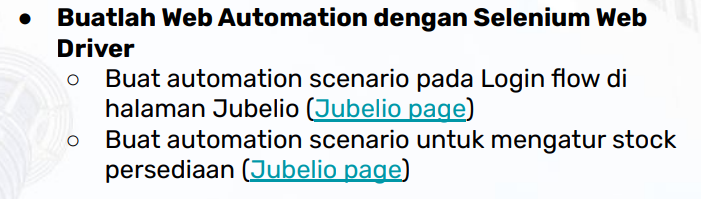 ● Buatlah Web Automation dengan Selenium Web
Driver
○ Buat automation scenario pada Login flow di
halaman Jubelio (Jubelio page)
○ Buat automation scenario untuk mengatur stock
persediaan (Jubelio page)